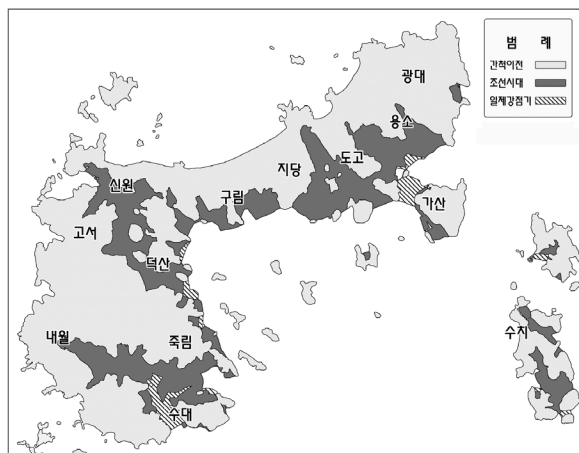 범 례
간척이전
조선시대
일제강점기
광대
용소
도고
지당
신원
구림
가산
고서
덕산
내월
죽림
수치
수대